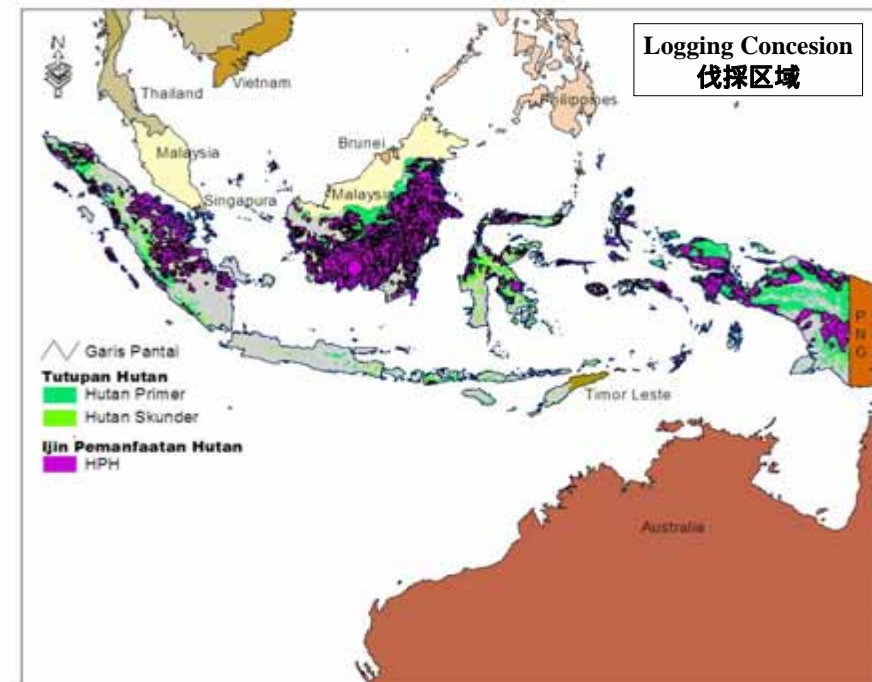 Logging Concesion
伐採区域
N
Vietnam
Thailand
Philippines
Brunei
Malaysia
Malaysia
Singapura
P
N
G
Garis Pantai
Timor Leste
Tutupan Hutan
Hutan Primer
Hutan Skunder
Ijin Pemanfaatan Hutan
HPH
Australia